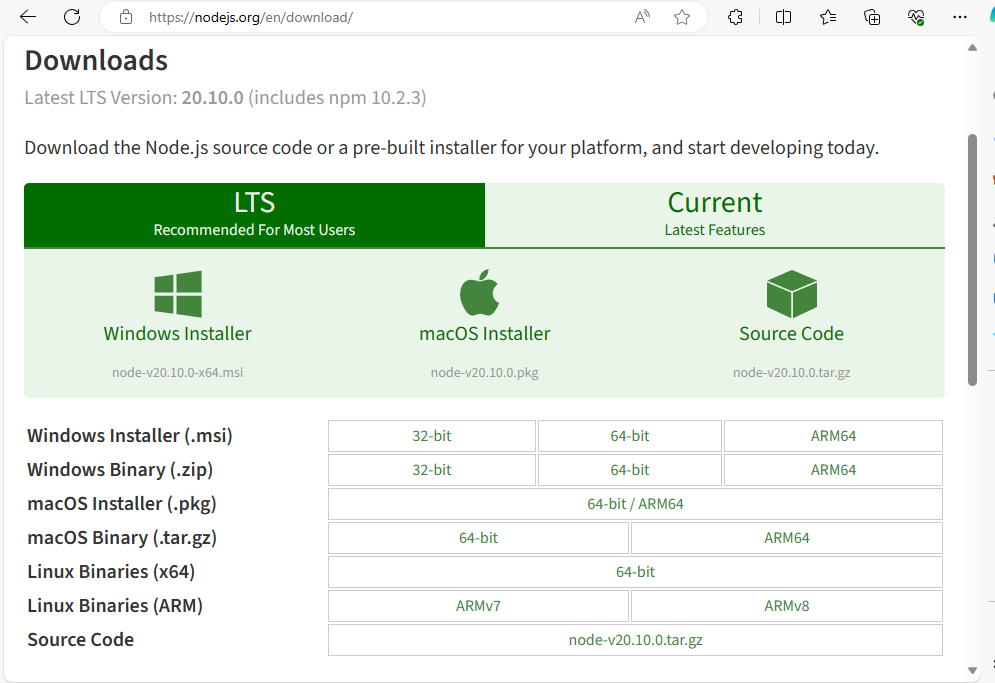 https://nodejs.org/en/download/
Downloads
Latest LTS Version: 20.10.0 (includes npm 10.2.3)
Download the Node.js source code or a pre-built installer for your platform, and start developing today.
LTS
Recommended For Most Users
Current
Latest Features
Windows Installer
node-v20.10.0-x64.msi
macOS Installer
node-v20.10.0.pkg
Source Code
node-v20.10.0.tar.gz
Windows Installer (.msi) 32-bit 64-bit ARM64
Windows Binary (.zip) 32-bit 64-bit ARM64
macOS Installer (.pkg) 64-bit / ARM64
macOS Binary (.tar.gz) 64-bit ARM64
Linux Binaries (x64) 64-bit
Linux Binaries (ARM) ARMv7 ARMv8
Source Code node-v20.10.0.tar.gz